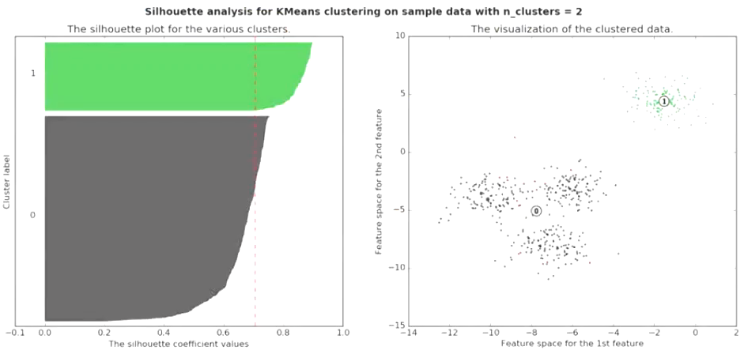 Silhouette analysis for KMeans clustering on sample data with n_clusters = 2
The silhouette plot for the various clusters.
Cluster label
1
0
−0.1 0.0 0.2 0.4 0.6 0.8 1.0
The silhouette coefficient values
The visualization of the clustered data.
Feature space for the 2nd feature
10
5
0
−5
−10
−15
1
0
−14 −12 −10 −8 −6 −4 −2 0 2
Feature space for the 1st feature